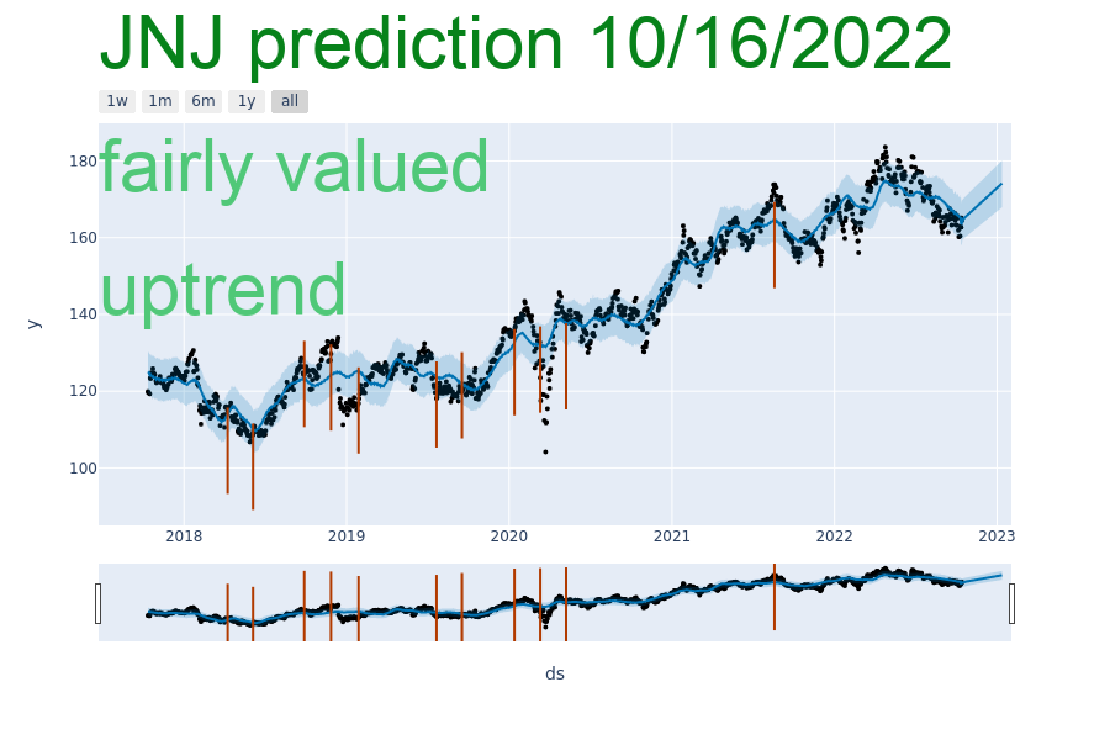 JNJ prediction 10/16/2022
1w 1m 6m 1y all
fairly valued
uptrend
180
160
140
120
100
y
2018 2019 2020 2021 2022 2023
ds